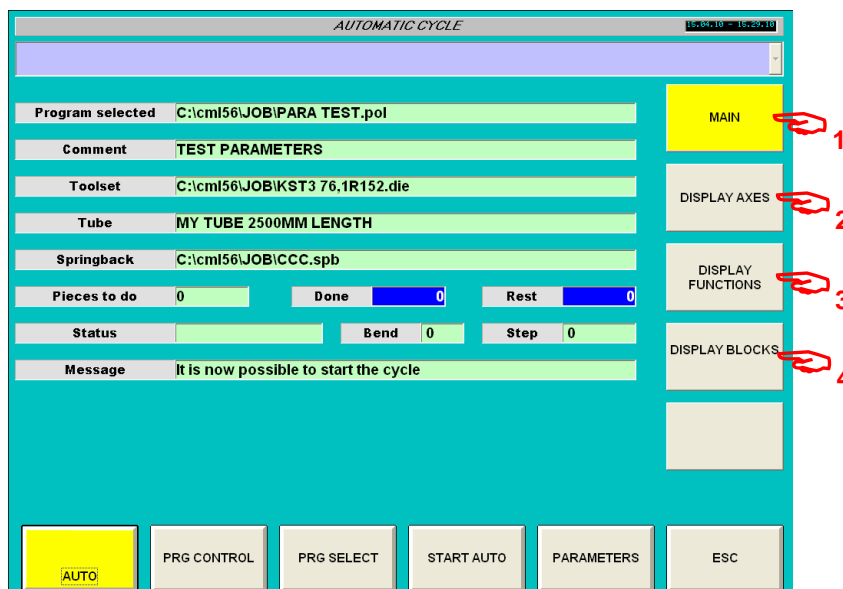 AUTOMATIC CYCLE
15.04.10 - 15.29.10
Program selected C:\cml56\JOB\PARA TEST.pol
MAIN
1
Comment TEST PARAMETERS
Toolset C:\cml56\JOB\KST3 76,1R152.die
DISPLAY AXES
2
Tube MY TUBE 2500MM LENGTH
Springback C:\cml56\JOB\CCC.spb
DISPLAY
FUNCTIONS
3
Pieces to do 0 Done 0 Rest 0
Status Bend 0 Step 0
DISPLAY BLOCKS
4
Message It is now possible to start the cycle
AUTO PRG CONTROL PRG SELECT START AUTO PARAMETERS ESC